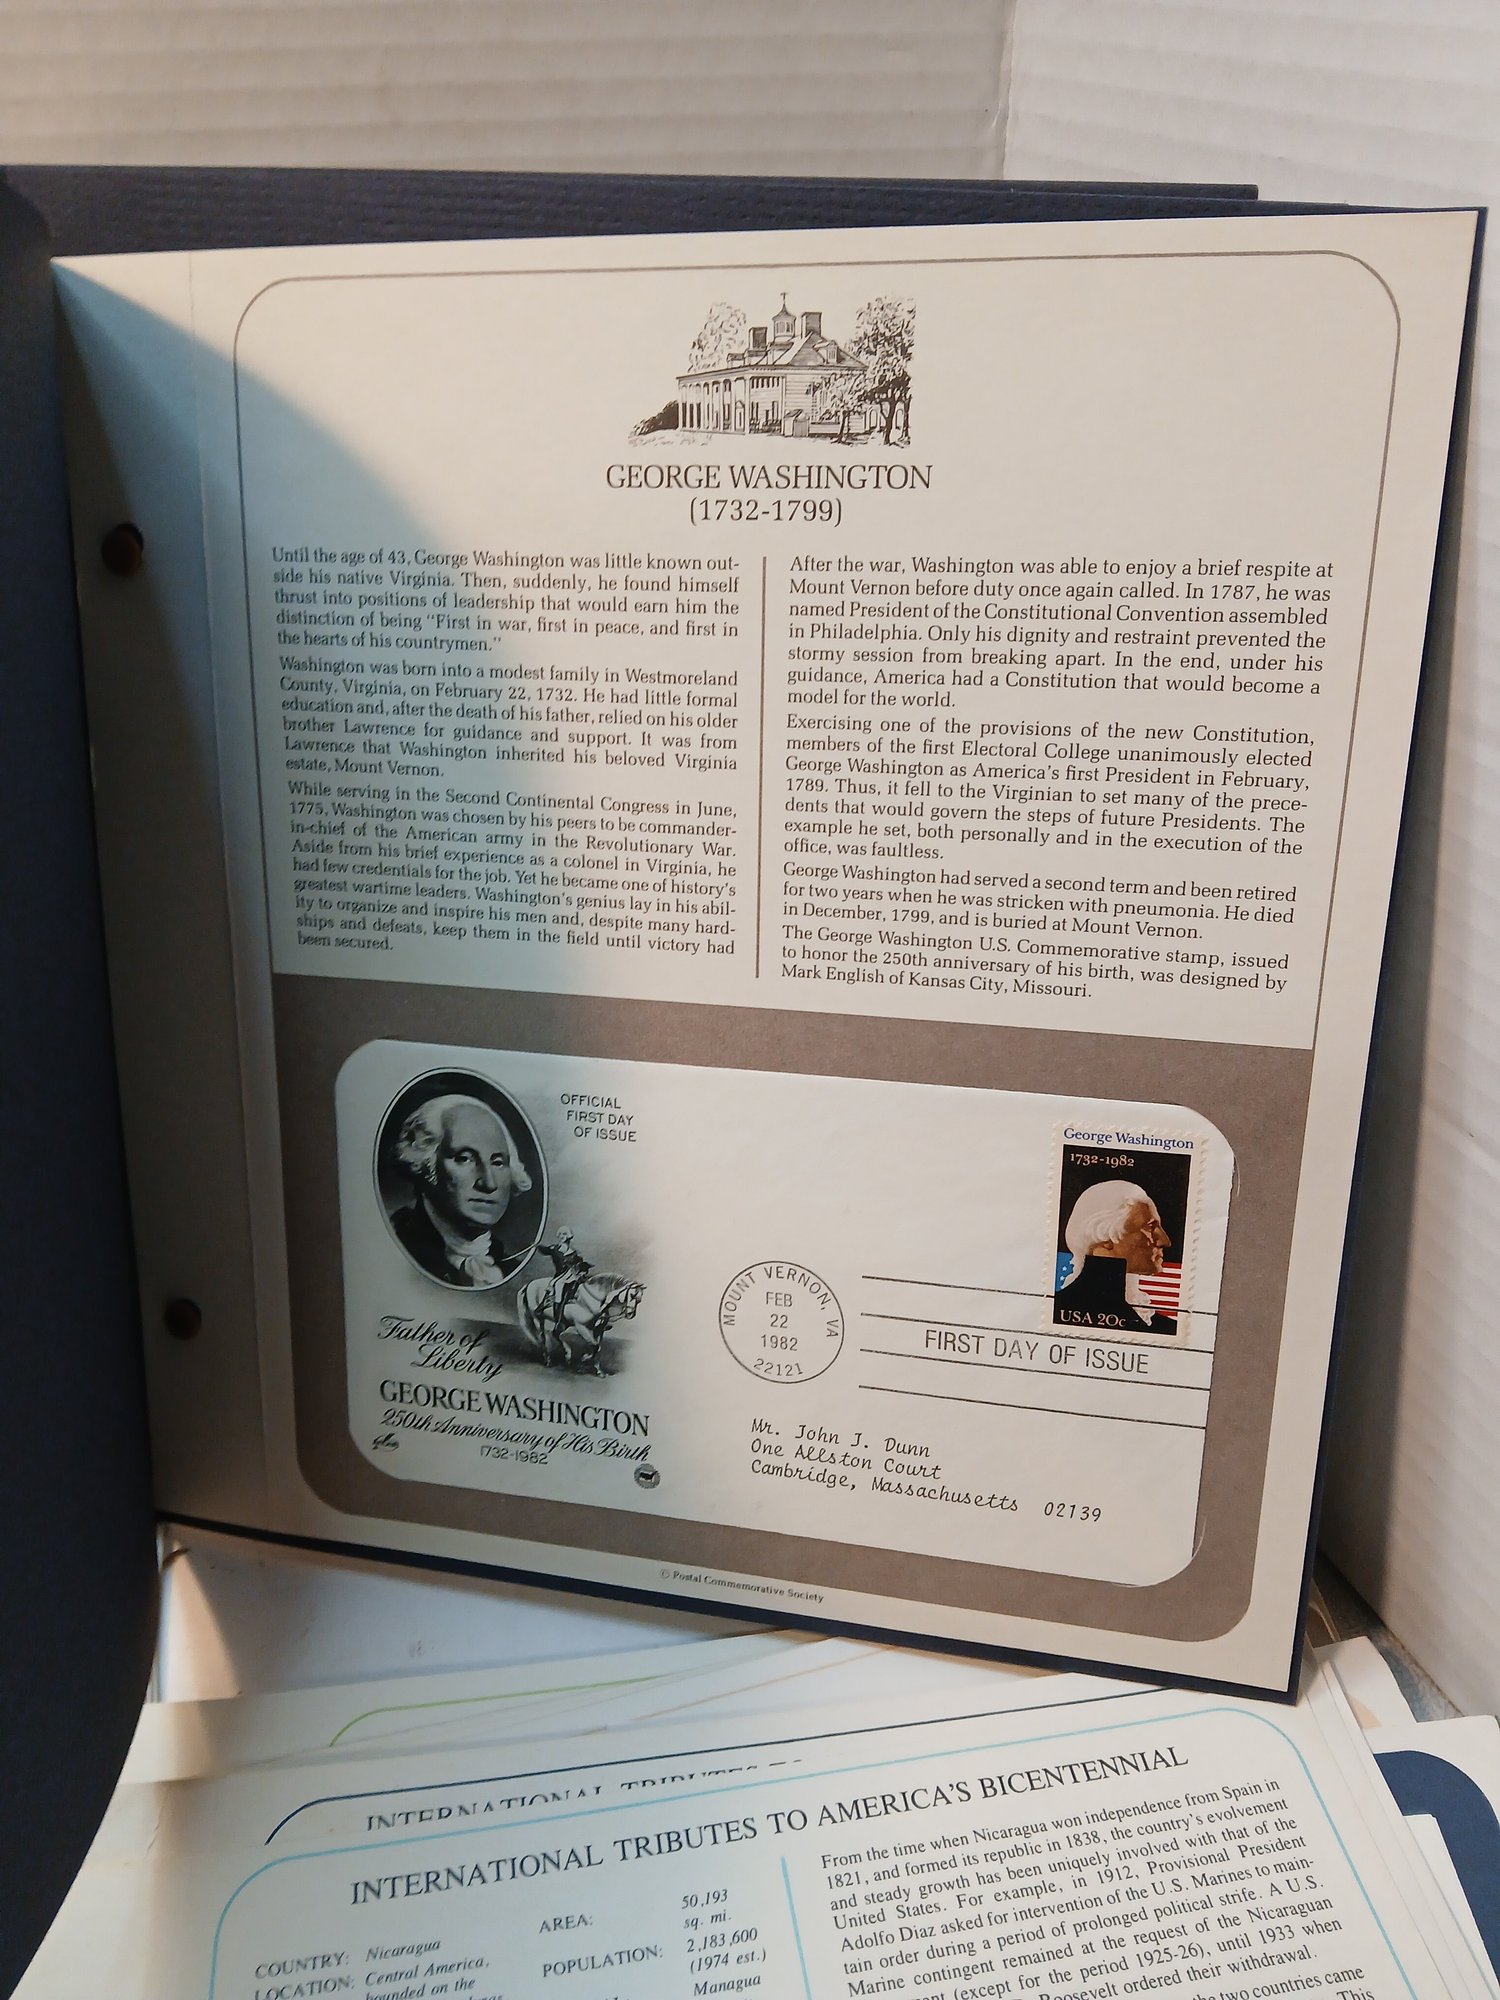 GEORGE WASHINGTON
(1732-1799)
Until the age of 43, George Washington was little known out-
side his native Virginia. Then, suddenly, he found himself
thrust into positions of leadership that would earn him the
distinction of being "First in war, first in peace, and first in
the hearts of his countrymen."
Washington was born into a modest family in Westmoreland
County, Virginia, on February 22, 1732. He had little formal
education and, after the death of his father, relied on his older
brother Lawrence for guidance and support. It was from
Lawrence that Washington inherited his beloved Virginia
estate, Mount Vernon.
While serving in the Second Continental Congress in June,
1775, Washington was chosen by his peers to be commander-
in-chief of the American army in the Revolutionary War.
Aside from his brief experience as a colonel in Virginia, he
had few credentials for the job. Yet he became one of history's
greatest wartime leaders. Washington's genius lay in his abil-
ity to organize and inspire his men and, despite many hard-
ships and defeats, keep them in the field until victory had
been secured.
After the war, Washington was able to enjoy a brief respite at
Mount Vernon before duty once again called. In 1787, he was
named President of the Constitutional Convention assembled
in Philadelphia. Only his dignity and restraint prevented the
stormy session from breaking apart. In the end, under his
guidance, America had a Constitution that would become a
model for the world.
Exercising one of the provisions of the new Constitution,
members of the first Electoral College unanimously elected
George Washington as America's first President in February,
1789. Thus, it fell to the Virginian to set many of the prece-
dents that would govern the steps of future Presidents. The
example he set, both personally and in the execution of the
office, was faultless.
George Washington had served a second term and been retired
for two years when he was stricken with pneumonia. He died
in December, 1799, and is buried at Mount Vernon.
The George Washington U.S. Commemorative stamp, issued
to honor the 250th anniversary of his birth, was designed by
Mark English of Kansas City, Missouri.
OFFICIAL
FIRST DAY
OF ISSUE
Father of
Liberty
GEORGE WASHINGTON
250th Anniversary of His Birth
1732-1982
George Washington
1732-1982
USA 20c
MOUNT VERNON, VA
FEB
22
1982
22121
FIRST DAY OF ISSUE
Mr. John J. Dunn
One Allston Court
Cambridge, Massachusetts 02139
© Postal Commemorative Society
INTERNATIONAL TRIBUTES
INTERNATIONAL TRIBUTES TO AMERICA'S BICENTENNIAL
COUNTRY: Nicaragua
LOCATION: Central America,
bounded on the
AREA: 50,193
sq. mi.
POPULATION: 2,183,600
(1974 est.)
Managua
From the time when Nicaragua won independence from Spain in
1821, and formed its republic in 1838, the country's evolvement
and steady growth has been uniquely involved with that of the
United States. For example, in 1912, Provisional President
Adolfo Diaz asked for intervention of the U.S. Marines to main-
tain order during a period of prolonged political strife. A U.S.
Marine contingent remained at the request of the Nicaraguan
(except for the period 1925-26), until 1933 when
Roosevelt ordered their withdrawal.
the two countries came
This